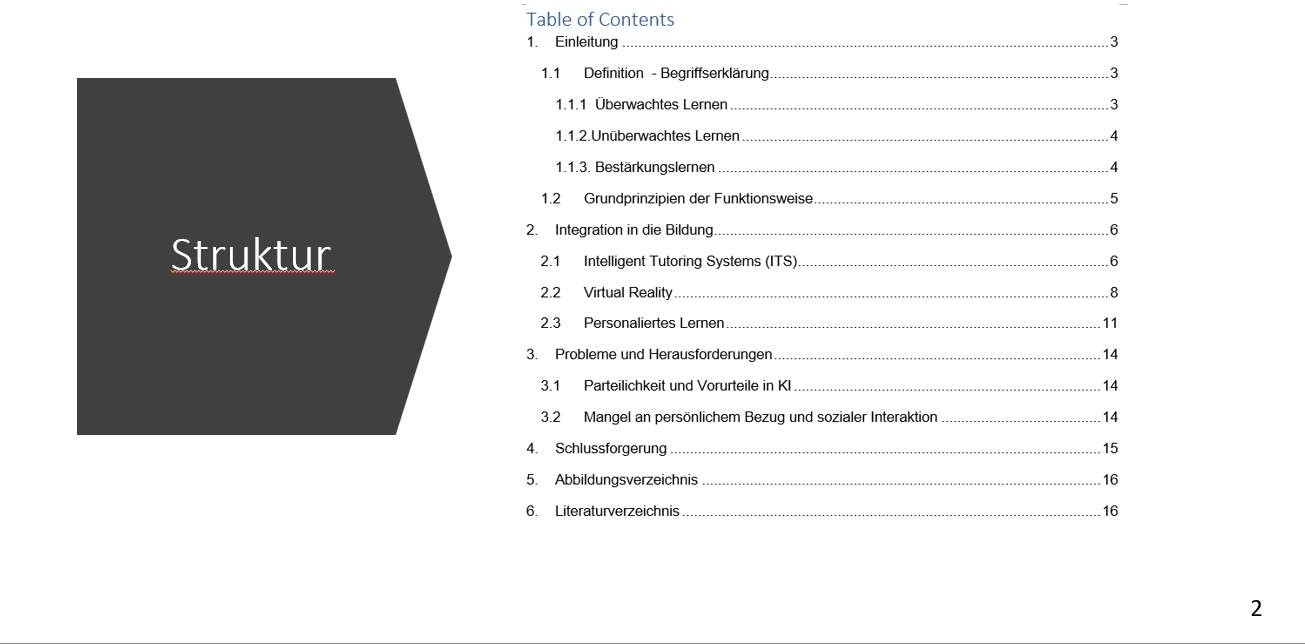 Table of Contents
1. Einleitung 3
1.1 Definition - Begriffserklärung 3
1.1.1 Überwachtes Lernen 3
1.1.2.Unüberwachtes Lernen 4
1.1.3. Bestärkungslernen 4
1.2 Grundprinzipien der Funktionsweise 5
2. Integration in die Bildung 6
2.1 Intelligent Tutoring Systems (ITS) 6
2.2 Virtual Reality 8
2.3 Personaliertes Lernen 11
3. Probleme und Herausforderungen 14
3.1 Parteilichkeit und Vorurteile in KI 14
3.2 Mangel an persönlichem Bezug und sozialer Interaktion 14
4. Schlussforgerung 15
5. Abbildungsverzeichnis 16
6. Literaturverzeichnis 16
Struktur
2